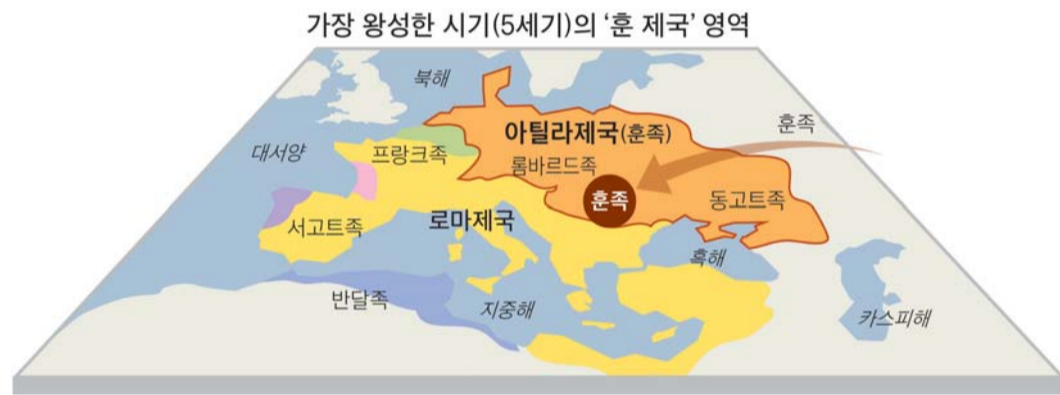 가장 왕성한 시기(5세기)의 ‘훈 제국’ 영역
북해
훈족
아틸라제국(훈족)
대서양
프랑크족
롬바르드족
훈족
동고트족
서고트족
로마제국
흑해
반달족
지중해
카스피해